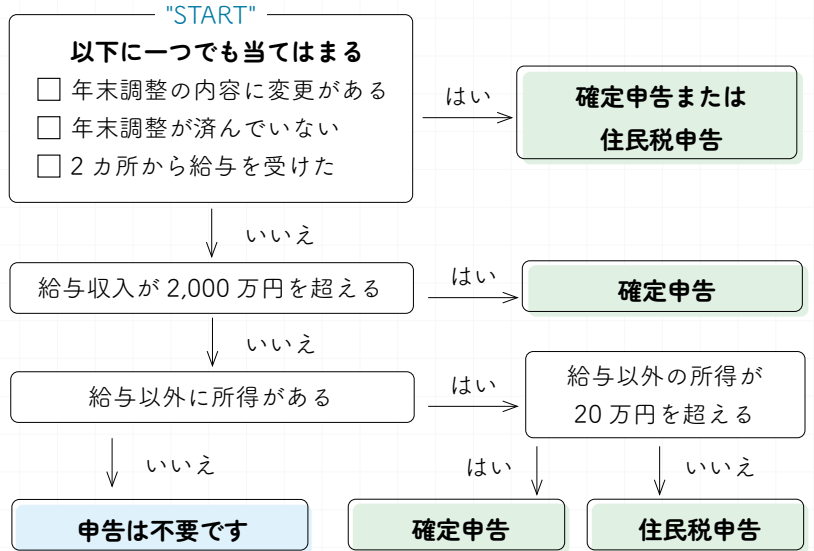 "START"
以下に一つでも当てはまる
年末調整の内容に変更がある
年末調整が済んでいない
2 カ所から給与を受けた
はい
確定申告または
住民税申告
いいえ
給与収入が 2,000 万円を超える
はい
確定申告
いいえ
給与以外に所得がある
はい
給与以外の所得が
20 万円を超える
いいえ
はい
いいえ
申告は不要です
確定申告
住民税申告